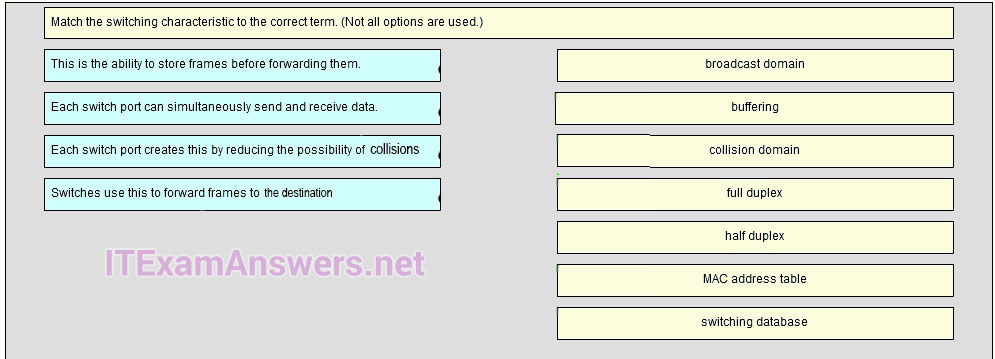 Match the switching characteristic to the correct term. (Not all options are used.)
This is the ability to store frames before forwarding them.
broadcast domain
Each switch port can simultaneously send and receive data.
buffering
Each switch port creates this by reducing the possibility of collisions
collision domain
Switches use this to forward frames to the destination
full duplex
half duplex
ITExamAnswers.net
MAC address table
switching database